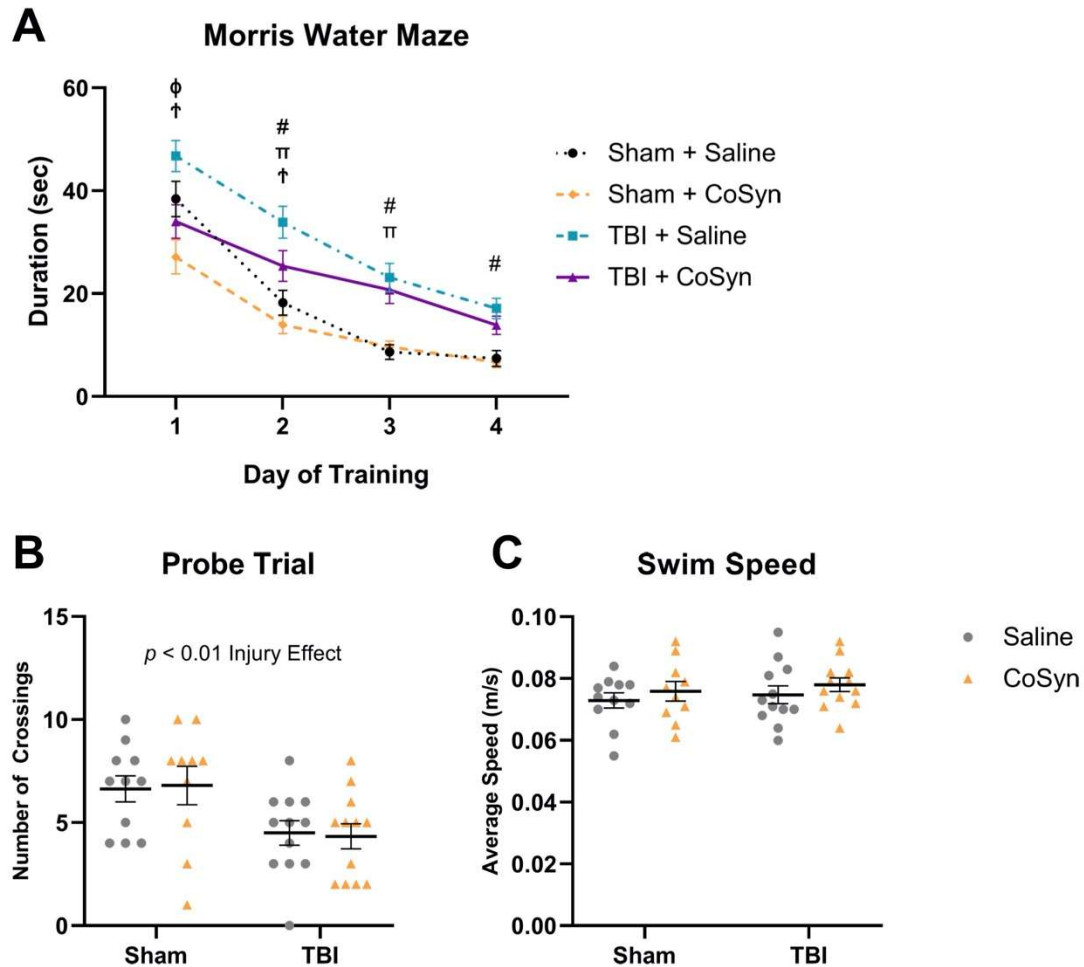 A
Morris Water Maze
60
40
20
0
Duration (sec)
ϕ
↑
#
π
↑
#
π
#
1 2 3 4
Day of Training
Sham + Saline
Sham + CoSyn
TBI + Saline
TBI + CoSyn
B
Probe Trial
15
10
5
0
Number of Crossings
p < 0.01 Injury Effect
Sham TBI
C
Swim Speed
0.10
0.08
0.06
0.04
0.02
0.00
Average Speed (m/s)
Sham TBI
Saline
CoSyn